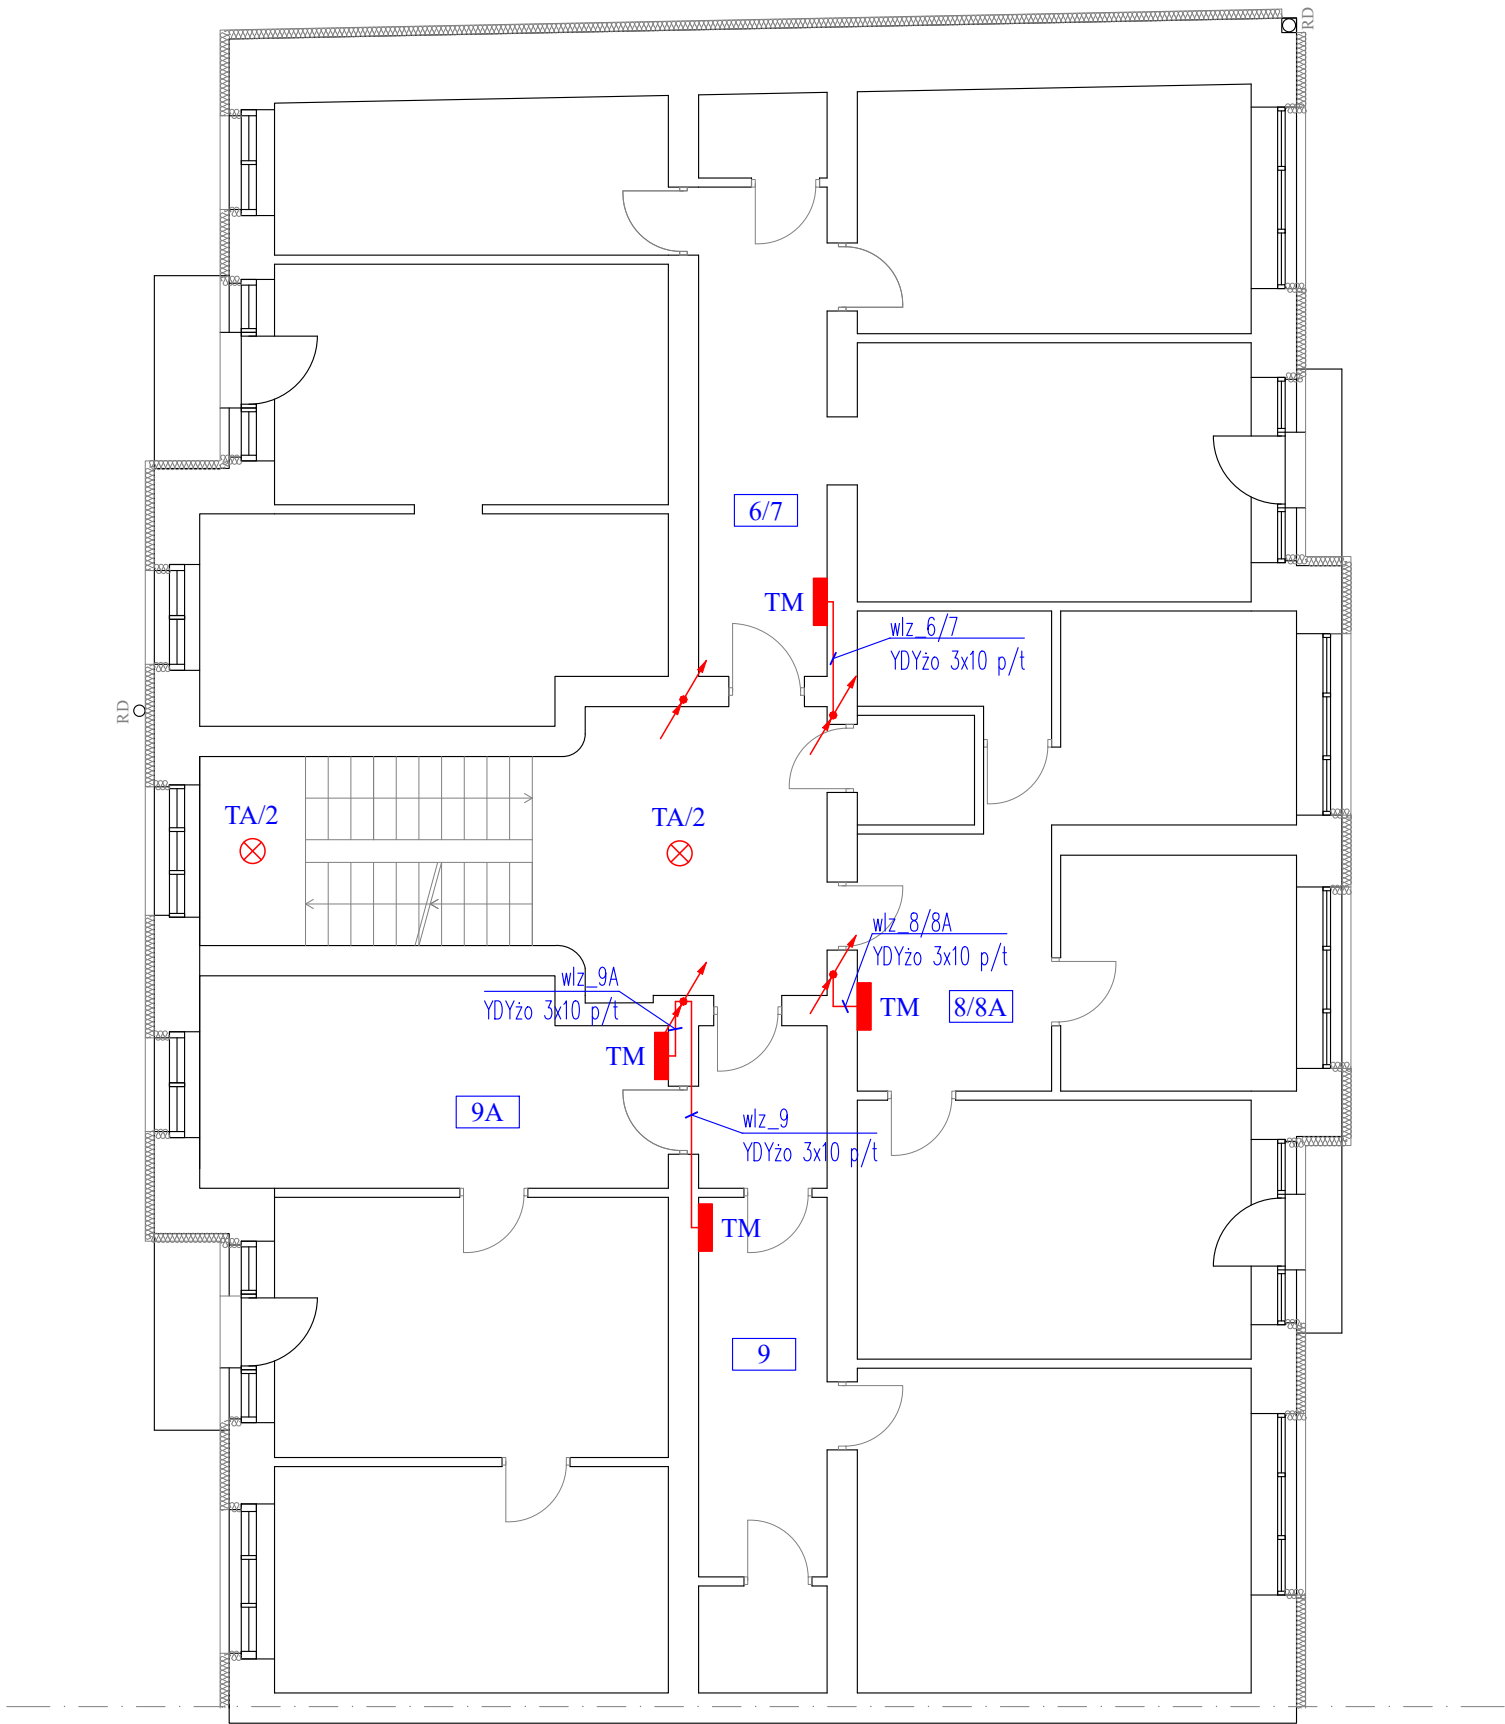 RD
6/7
TM
wlz_6/7
YDYżo 3x10 p/t
RD
TA/2
TA/2
wlz_8/8A
YDYżo 3x10 p/t
wlz_9A
YDYżo 3x10 p/t
TM
8/8A
TM
9A
wlz_9
YDYżo 3x10 p/t
TM
9